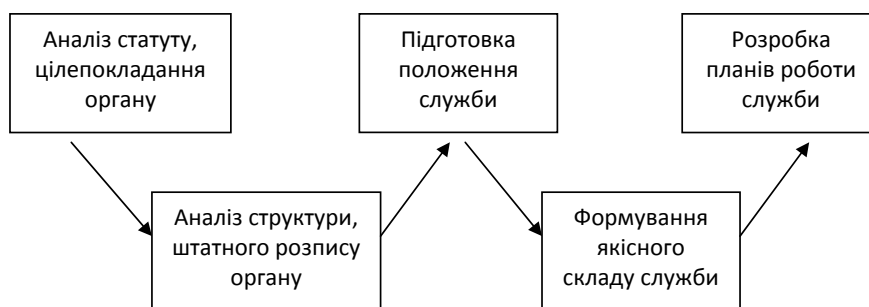 Аналіз статуту,
цілепокладання
органу
Аналіз структури,
штатного розпису
органу
Підготовка
положення
служби
Формування
якісного
складу служби
Розробка
планів роботи
служби